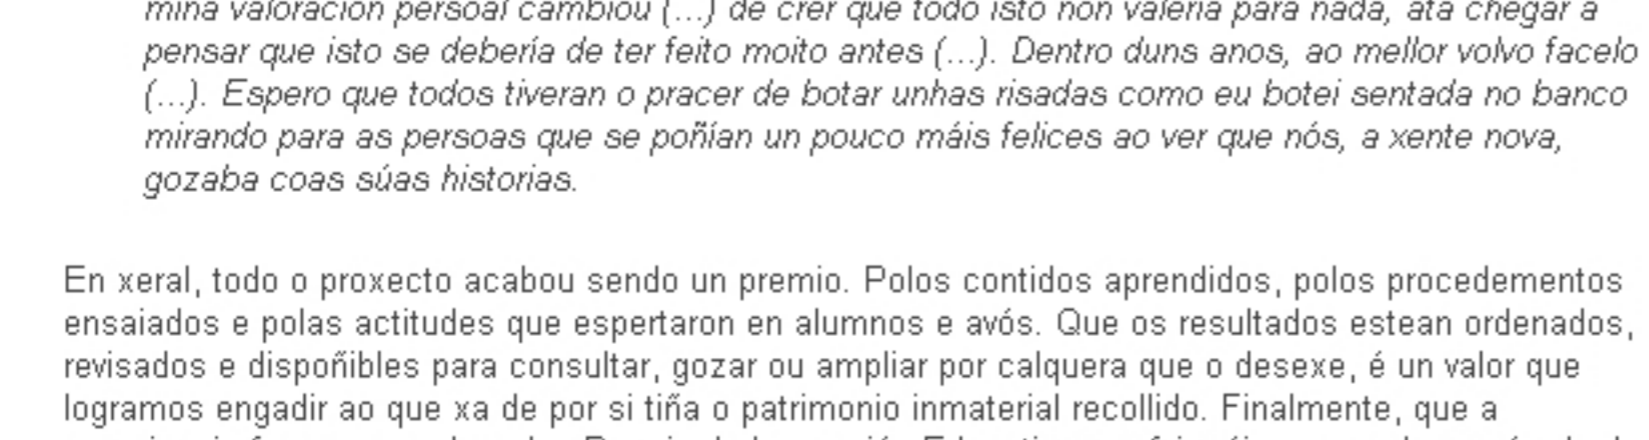 miña valoración persoal cambiou (...) de crer que todo isto non valería para nada, ata chegar a
pensar que isto se debería de ter feito moito antes (...). Dentro duns anos, ao mellor volvo facelo
(...). Espero que todos tiveran o pracer de botar unhas risadas como eu botei sentada no banco
mirando para as persoas que se poñían un pouco máis felices ao ver que nós, a xente nova,
gozaba coas súas historias.
En xeral, todo o proxecto acabou sendo un premio. Polos contidos aprendidos, polos procedementos
ensaiados e polas actitudes que espertaron en alumnos e avós. Que os resultados estean ordenados,
revisados e dispoñibles para consultar, gozar ou ampliar por calquera que o desexe, é un valor que
logramos engadir ao que xa de por si tiña o patrimonio inmaterial recollido. Finalmente, que a